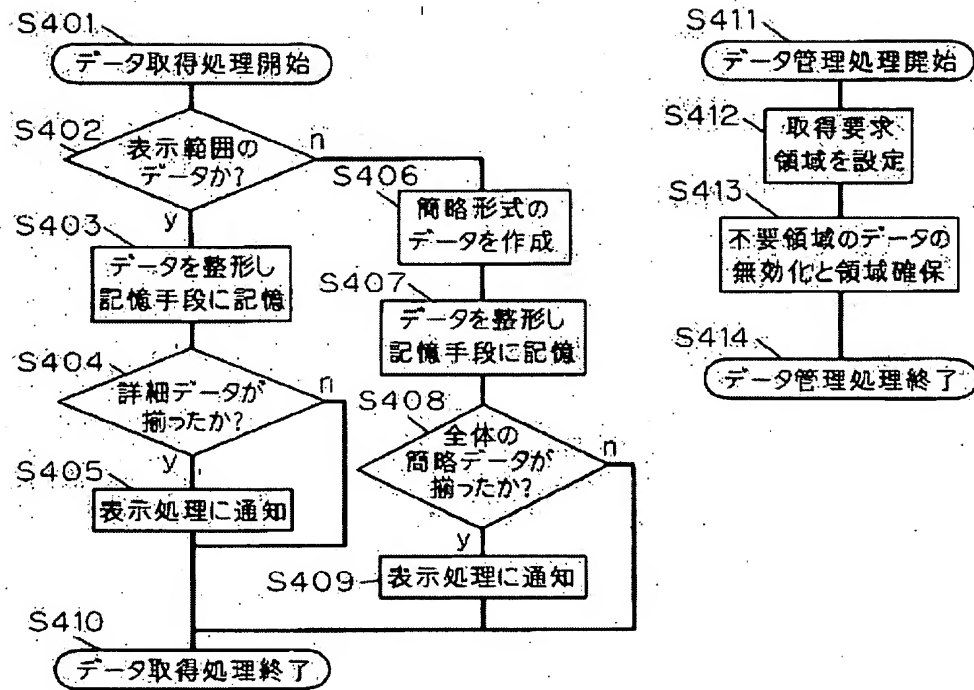 S401
データ取得処理開始
S402
表示範囲の
データか?
n
y
S403
データを整形し
記憶手段に記憶
S404
詳細データが
揃ったか?
n
y
S405
表示処理に通知
S406
簡略形式の
データを作成
S407
データを整形し
記憶手段に記憶
S408
全体の
簡略データが
揃ったか?
n
y
S409
表示処理に通知
S410
データ取得処理終了
S411
データ管理処理開始
S412
取得要求
領域を設定
S413
不要領域のデータの
無効化と領域確保
S414
データ管理処理終了